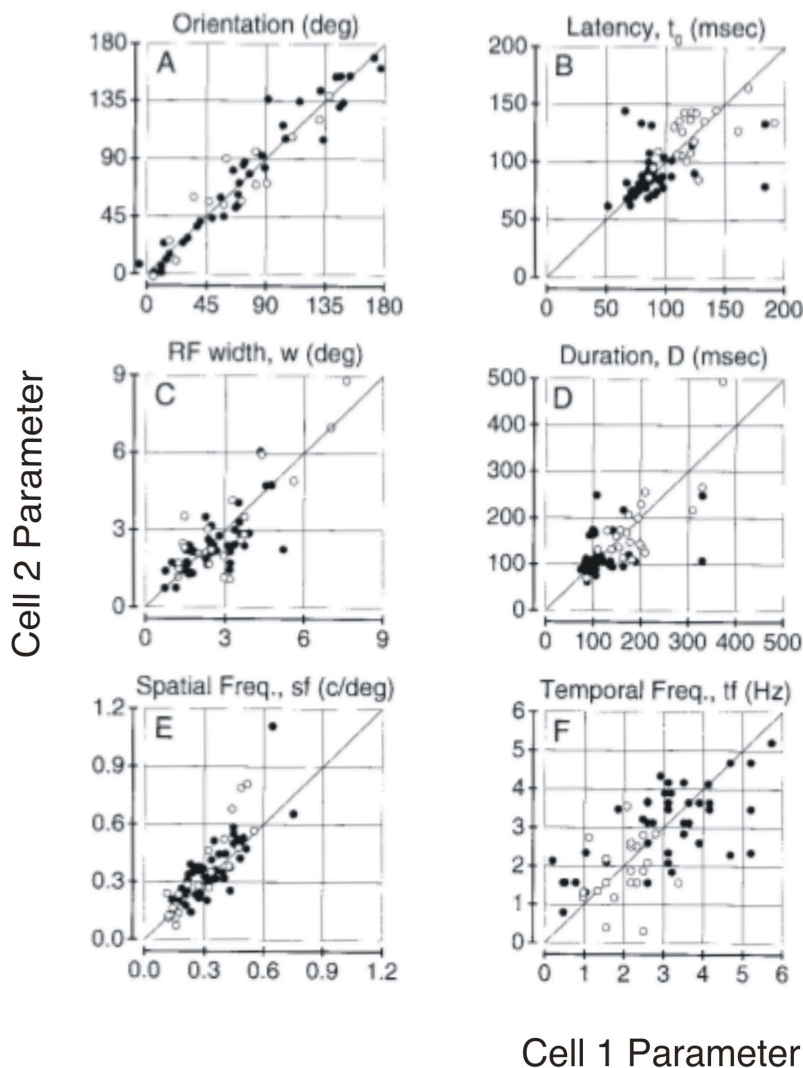 Orientation (deg)
A
180
135
90
45
0
0 45 90 135 180
Latency, t0 (msec)
B
200
150
100
50
0
0 50 100 150 200
RF width, w (deg)
C
9
6
3
0
0 3 6 9
Duration, D (msec)
D
500
400
300
200
100
0
0 100 200 300 400 500
Spatial Freq., sf (c/deg)
E
1.2
0.9
0.6
0.3
0.0
0.0 0.3 0.6 0.9 1.2
Temporal Freq., tf (Hz)
F
6
5
4
3
2
1
0
0 1 2 3 4 5 6
Cell 2 Parameter
Cell 1 Parameter